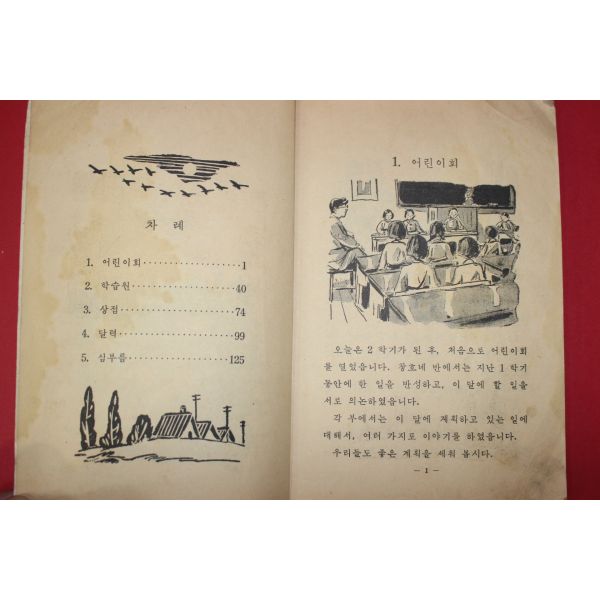 차 례
1. 어린이회 ·················· 1
2. 학습원 ·················· 40
3. 상점 ·················· 74
4. 달력 ·················· 99
5. 심부름 ·················· 125
1. 어린이회
오늘은 2 학기가 된 후, 처음으로 어린이회
를 열었습니다. 창호네 반에서는 지난 1 학기
동안에 한 일을 반성하고, 이 달에 할 일을
서로 의논하였습니다.
각 부에서는 이 달에 계획하고 있는 일에
대해서, 여러 가지로 이야기를 하였읍니다.
우리들도 좋은 계획을 세워 봅시다.
— 1 —